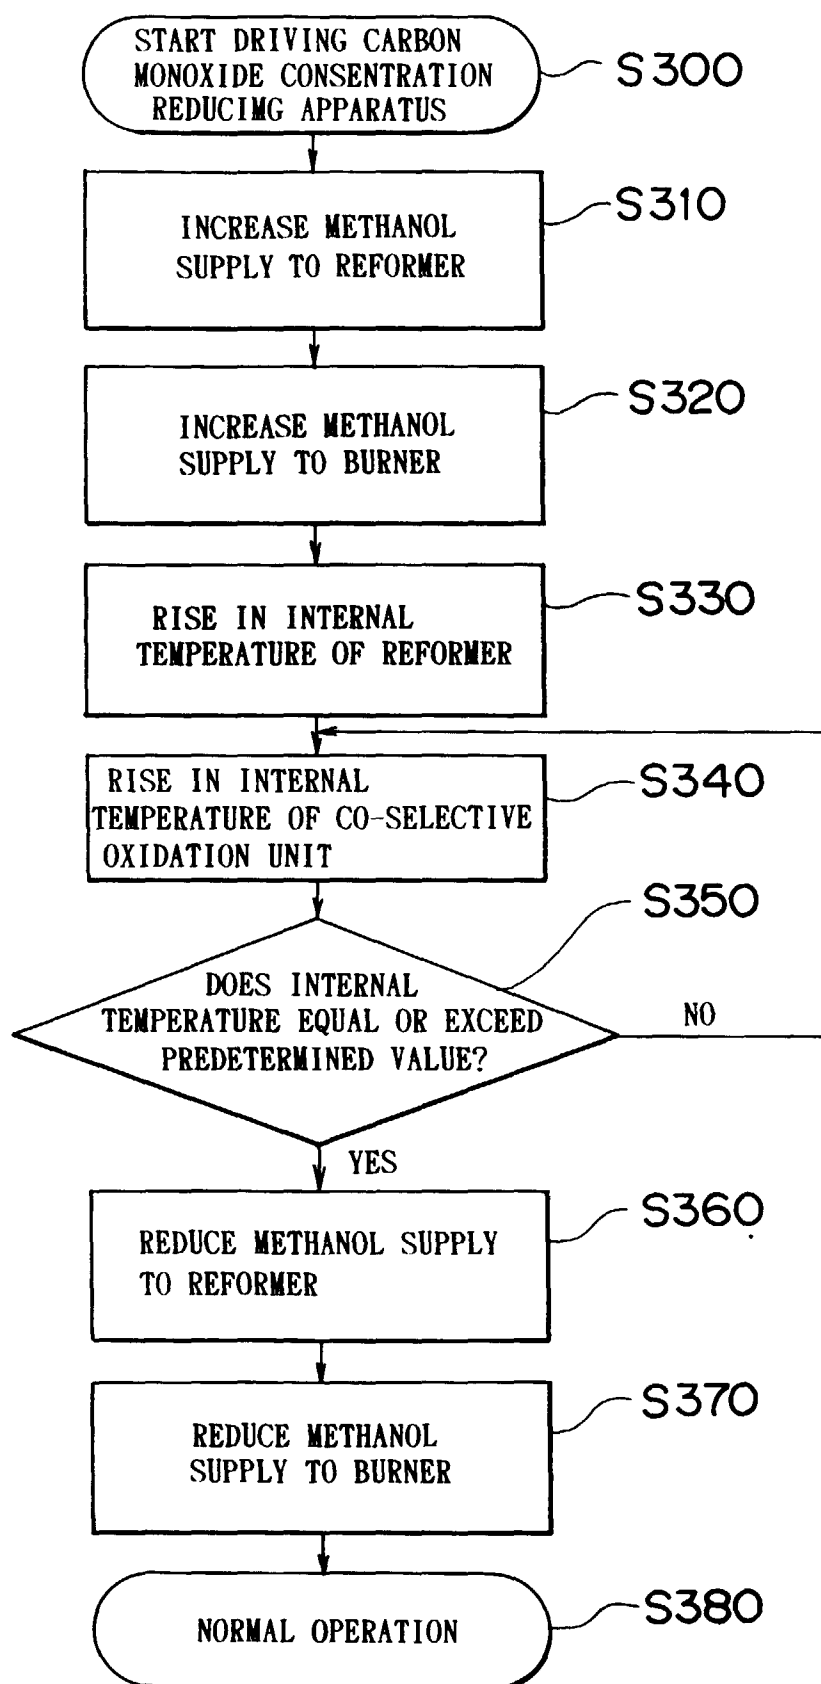 START DRIVING CARBON
MONOXIDE CONSENTRATION
REDUCIMG APPARATUS
S300
INCREASE METHANOL
SUPPLY TO REFORMER
S310
INCREASE METHANOL
SUPPLY TO BURNER
S320
RISE IN INTERNAL
TEMPERATURE OF REFORMER
S330
RISE IN INTERNAL
TEMPERATURE OF CO-SELECTIVE
OXIDATION UNIT
S340
DOES INTERNAL
TEMPERATURE EQUAL OR EXCEED
PREDETERMINED VALUE?
S350
NO
YES
REDUCE METHANOL SUPPLY
TO REFORMER
S360
REDUCE METHANOL
SUPPLY TO BURNER
S370
NORMAL OPERATION
S380